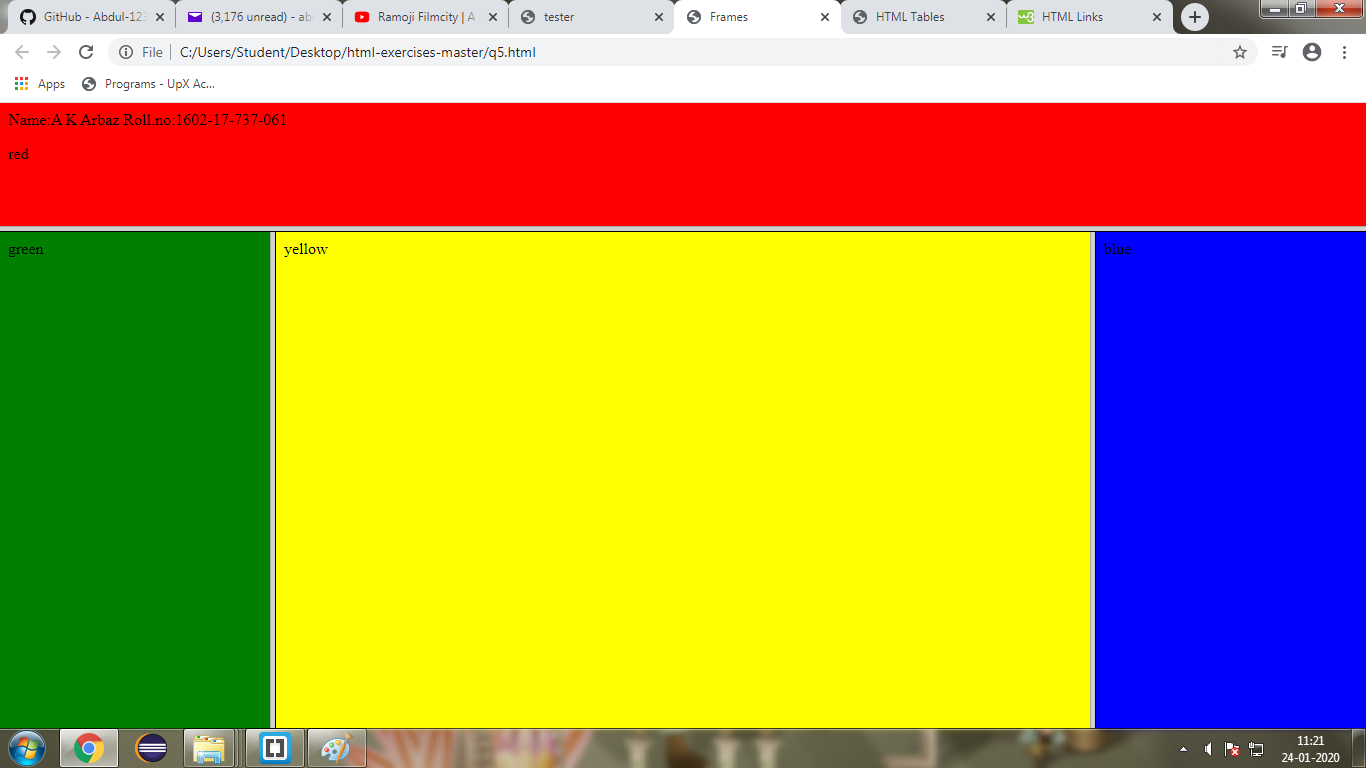 GitHub - Abdul-123
(3,176 unread) - ab
Ramoji Filmcity | A
tester
Frames
HTML Tables
HTML Links
File
C:/Users/Student/Desktop/html-exercises-master/q5.html
Apps
Programs - UpX Ac...
Name:A K Arbaz Roll.no:1602-17-737-061
red
green
yellow
blue
11:21
24-01-2020